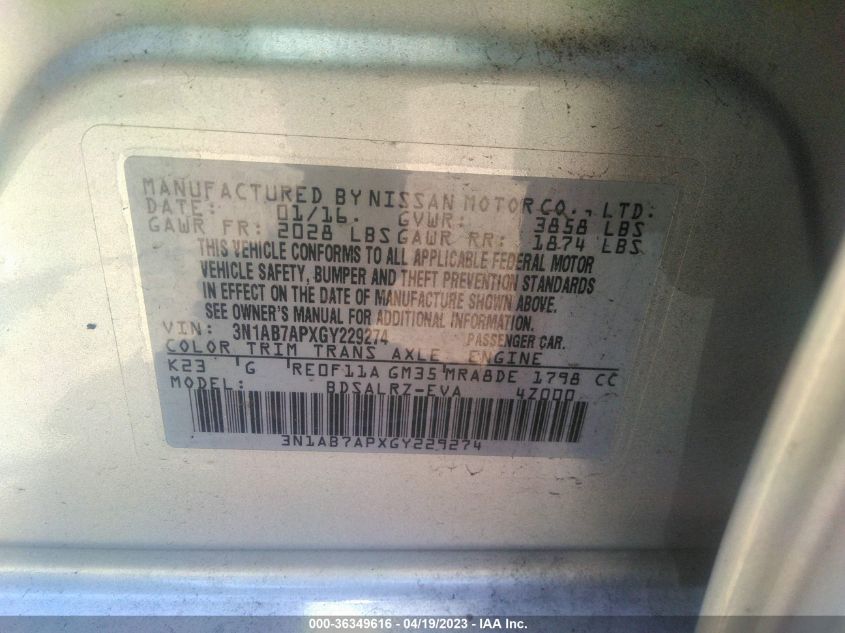 MANUFACTURED BY NISSAN MOTOR CO., LTD:
DATE: 01/16. GVWR: 3858 LBS
GAWR FR: 2028 LBS GAWR RR: 1874 LBS
THIS VEHICLE CONFORMS TO ALL APPLICABLE FEDERAL MOTOR
VEHICLE SAFETY, BUMPER AND THEFT PREVENTION STANDARDS
IN EFFECT ON THE DATE OF MANUFACTURE SHOWN ABOVE.
SEE OWNER'S MANUAL FOR ADDITIONAL INFORMATION.
VIN: 3N1AB7APXGY229274 PASSENGER CAR.
COLOR TRIM TRANS AXLE ENGINE
K23 G RE0F11A GM35 MRA8DE 1798 CC
MODEL: BDSALRZ-EVA 4Z000
3N1AB7APXGY229274
000-36349616 - 04/19/2023 - IAA Inc.